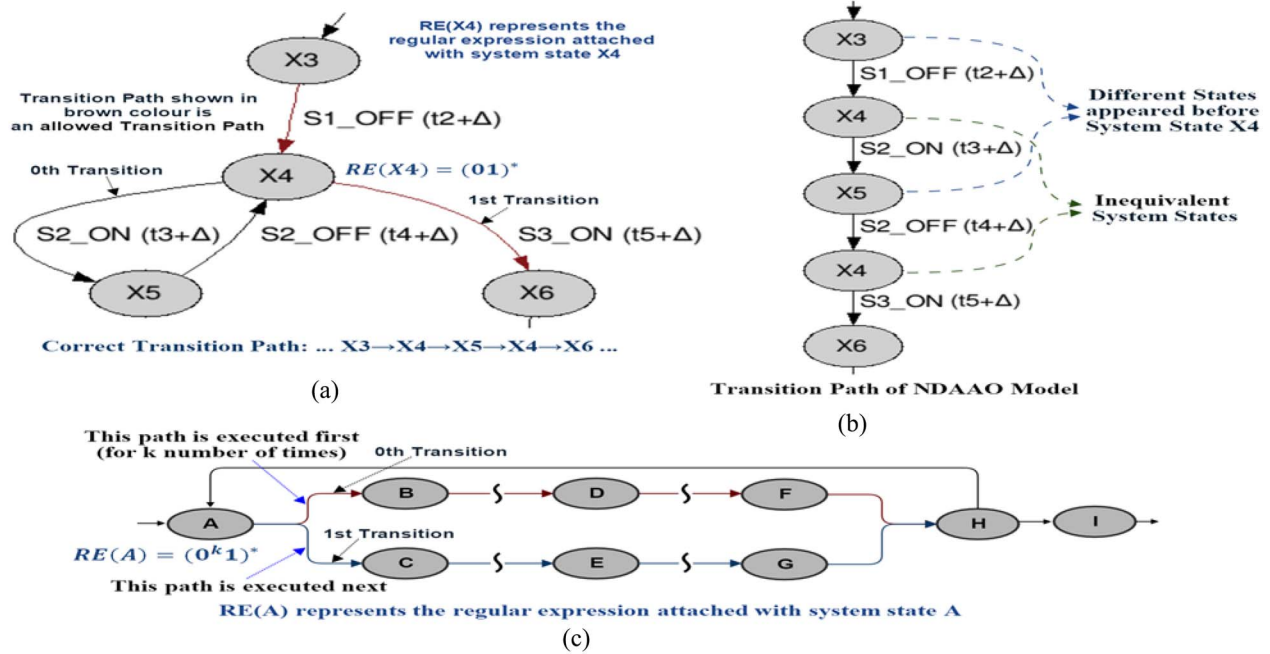 X3
RE(X4) represents the
regular expression attached
with system state X4
Transition Path shown in
brown colour is
an allowed Transition Path
S1_OFF (t2+Δ)
0th Transition
X4
RE(X4) = (01)*
1st Transition
S2_ON (t3+Δ)
S2_OFF (t4+Δ)
S3_ON (t5+Δ)
X5
X6
Correct Transition Path: ... X3→X4→X5→X4→X6 ...
(a)
X3
S1_OFF (t2+Δ)
X4
S2_ON (t3+Δ)
X5
S2_OFF (t4+Δ)
X4
S3_ON (t5+Δ)
X6
Different States
appeared before
System State X4
Inequivalent
System States
Transition Path of NDAAO Model
(b)
This path is executed first
(for k number of times)
0th Transition
B
D
F
A
H
I
RE(A) = (0^k 1)*
1st Transition
C
E
G
This path is executed next
RE(A) represents the regular expression attached with system state A
(c)